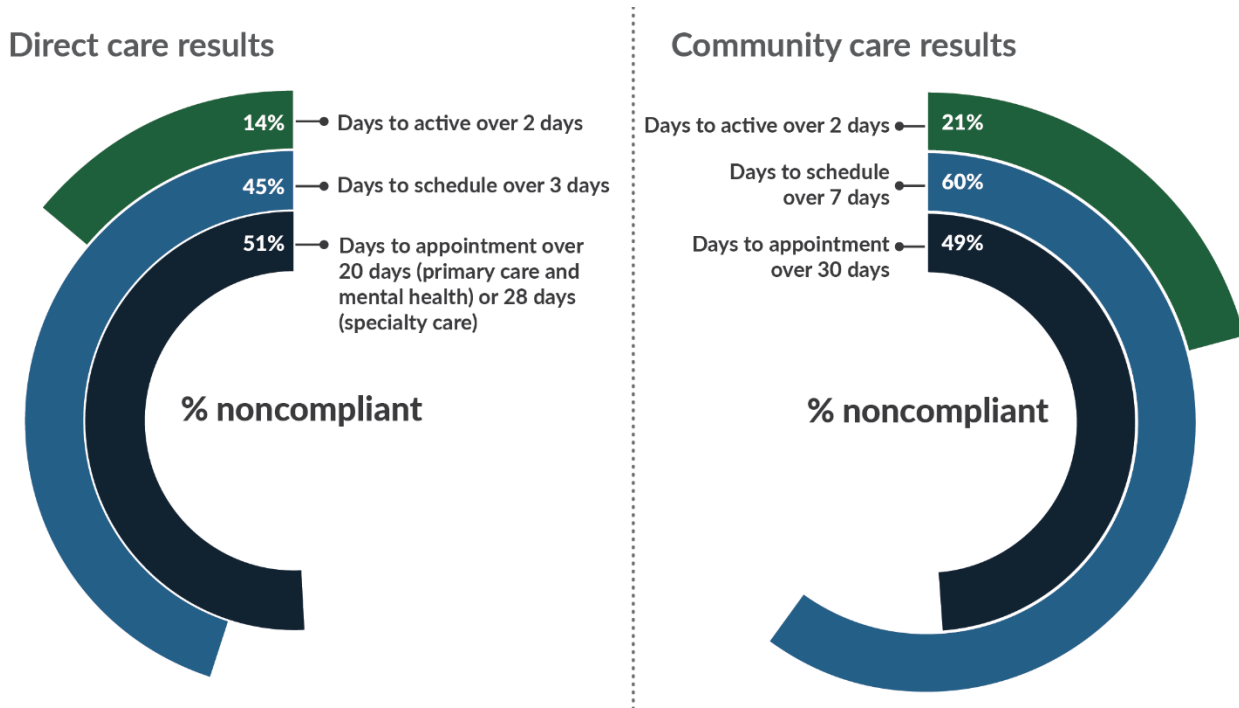 Direct care results
14%
Days to active over 2 days
45%
Days to schedule over 3 days
51%
Days to appointment over
20 days (primary care and
mental health) or 28 days
(specialty care)
% noncompliant
Community care results
Days to active over 2 days
21%
Days to schedule
over 7 days
60%
Days to appointment
over 30 days
49%
% noncompliant